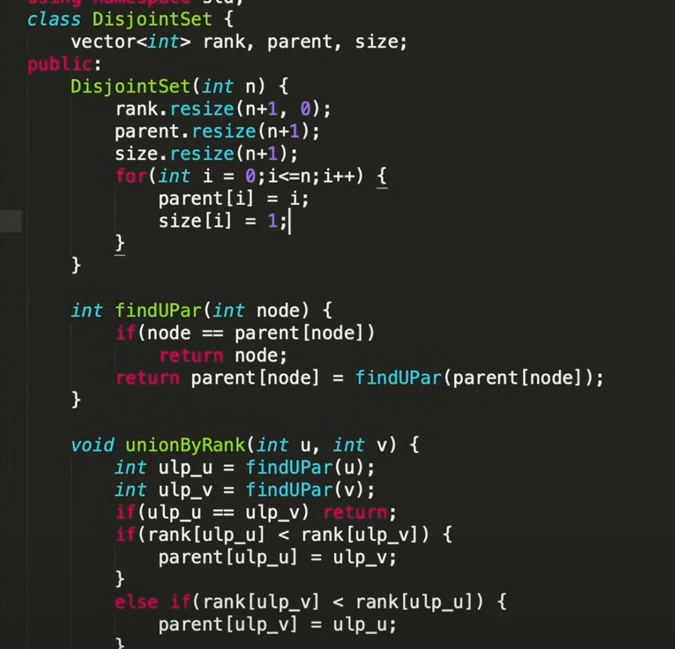 using namespace std;
class DisjointSet {
    vector<int> rank, parent, size;
public:
    DisjointSet(int n) {
        rank.resize(n+1, 0);
        parent.resize(n+1);
        size.resize(n+1);
        for(int i = 0;i<=n;i++) {
            parent[i] = i;
            size[i] = 1;
        }
    }
    int findUPar(int node) {
        if(node == parent[node])
            return node;
        return parent[node] = findUPar(parent[node]);
    }
    void unionByRank(int u, int v) {
        int ulp_u = findUPar(u);
        int ulp_v = findUPar(v);
        if(ulp_u == ulp_v) return;
        if(rank[ulp_u] < rank[ulp_v]) {
            parent[ulp_u] = ulp_v;
        }
        else if(rank[ulp_v] < rank[ulp_u]) {
            parent[ulp_v] = ulp_u;
        }